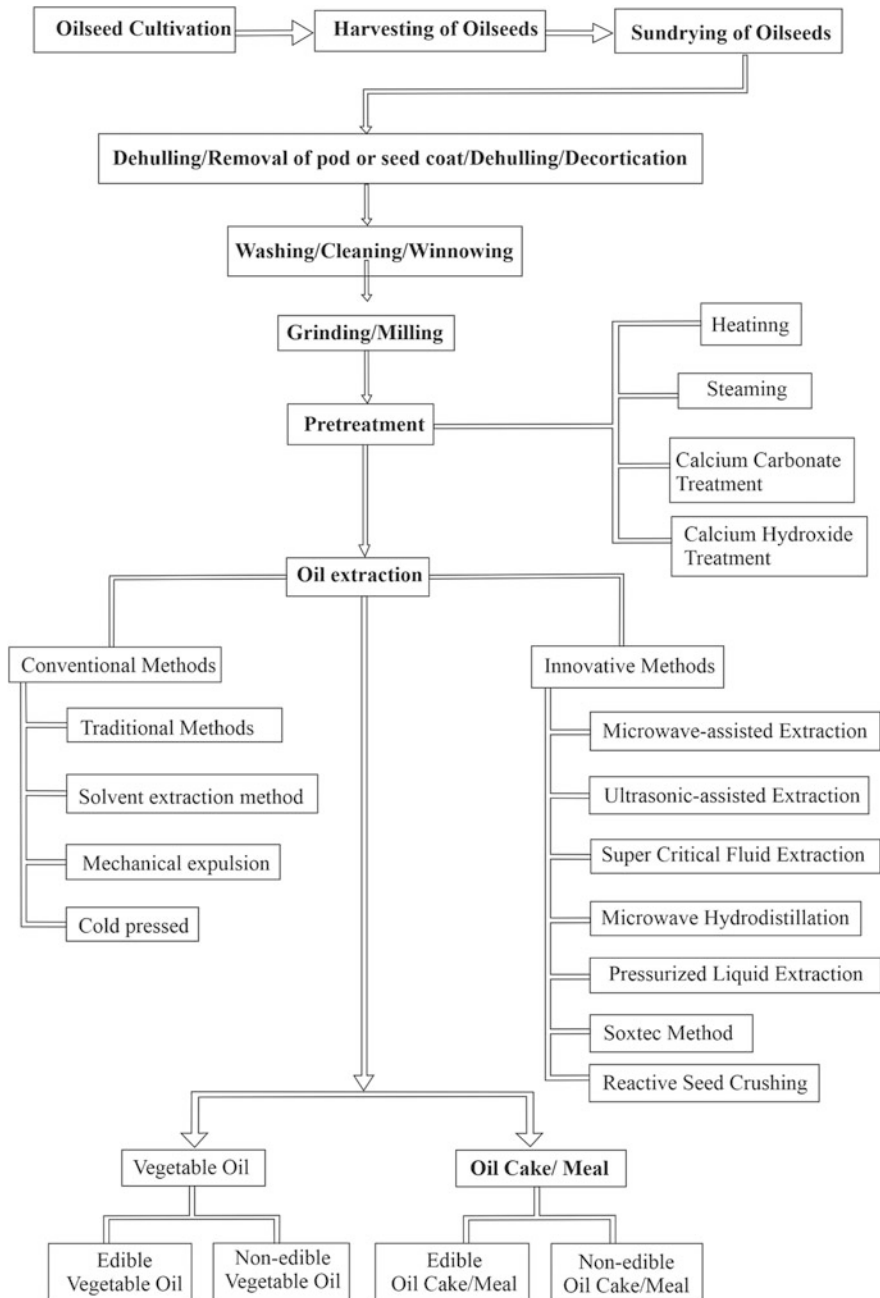 Oilseed Cultivation
Harvesting of Oilseeds
Sundrying of Oilseeds
Dehulling/Removal of pod or seed coat/Dehulling/Decortication
Washing/Cleaning/Winnowing
Grinding/Milling
Pretreatment
Heatinng
Steaming
Calcium Carbonate
Treatment
Calcium Hydroxide
Treatment
Oil extraction
Conventional Methods
Traditional Methods
Solvent extraction method
Mechanical expulsion
Cold pressed
Innovative Methods
Microwave-assisted Extraction
Ultrasonic-assisted Extraction
Super Critical Fluid Extraction
Microwave Hydrodistillation
Pressurized Liquid Extraction
Soxtec Method
Reactive Seed Crushing
Vegetable Oil
Oil Cake/ Meal
Edible
Vegetable Oil
Non-edible
Vegetable Oil
Edible
Oil Cake/Meal
Non-edible
Oil Cake/Meal